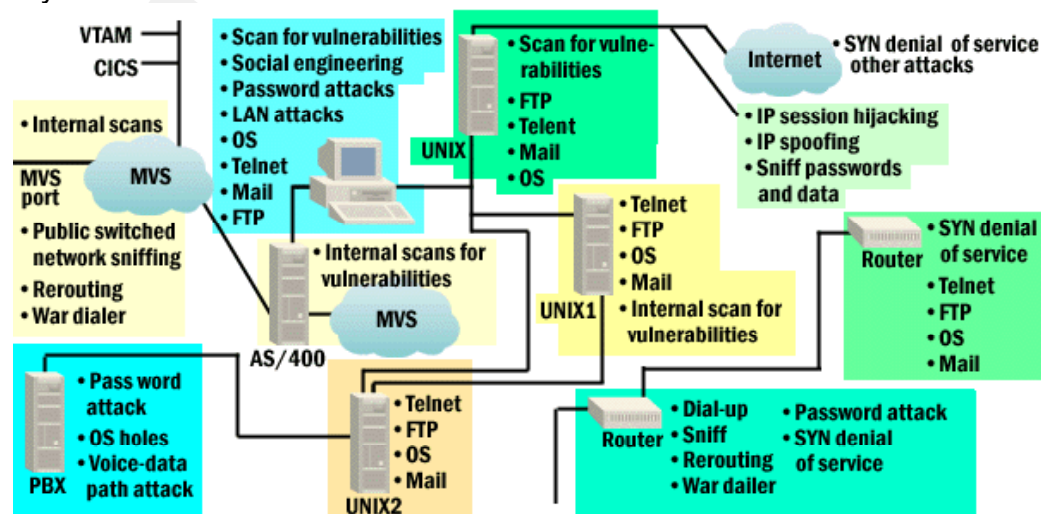 VTAM
CICS
• Internal scans
MVS
port
MVS
• Public switched
network sniffing
• Rerouting
• War dialer
• Scan for vulnerabilities
• Social engineering
• Password attacks
• LAN attacks
• OS
• Telnet
• Mail
• FTP
UNIX
• Scan for vulne-
rabilities
• FTP
• Telent
• Mail
• OS
Internet
• SYN denial of service
other attacks
• IP session hijacking
• IP spoofing
• Sniff passwords
and data
AS/400
• Internal scans for
vulnerabilities
MVS
UNIX1
• Telnet
• FTP
• OS
• Mail
• Internal scan for
vulnerabilities
Router
• SYN denial
of service
• Telnet
• FTP
• OS
• Mail
PBX
• Pass word
attack
• OS holes
• Voice-data
path attack
UNIX2
• Telnet
• FTP
• OS
• Mail
Router
• Dial-up
• Sniff
• Rerouting
• War dailer
• Password attack
• SYN denial
of service